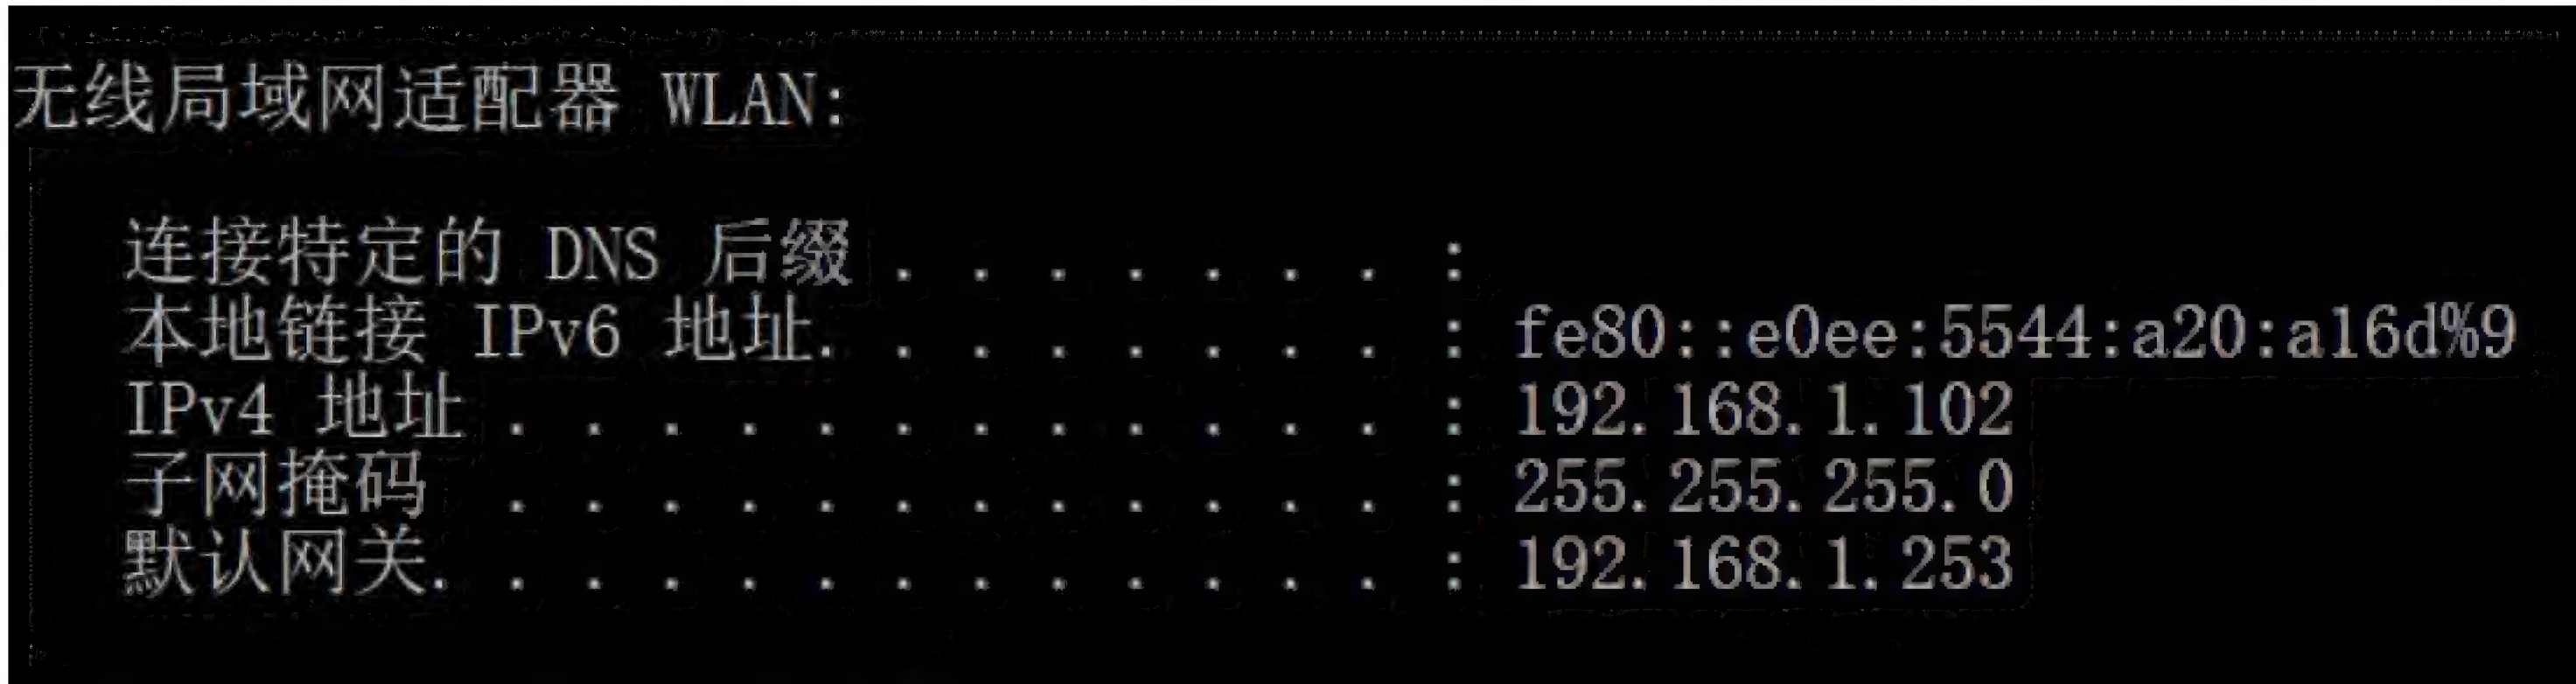 无线局域网适配器 WLAN:
连接特定的 DNS 后缀 . . . . . . . :
本地链接 IPv6 地址. . . . . . . . : fe80::e0ee:5544:a20:a16d%9
IPv4 地址 . . . . . . . . . . . . : 192.168.1.102
子网掩码 . . . . . . . . . . . . : 255.255.255.0
默认网关. . . . . . . . . . . . . : 192.168.1.253